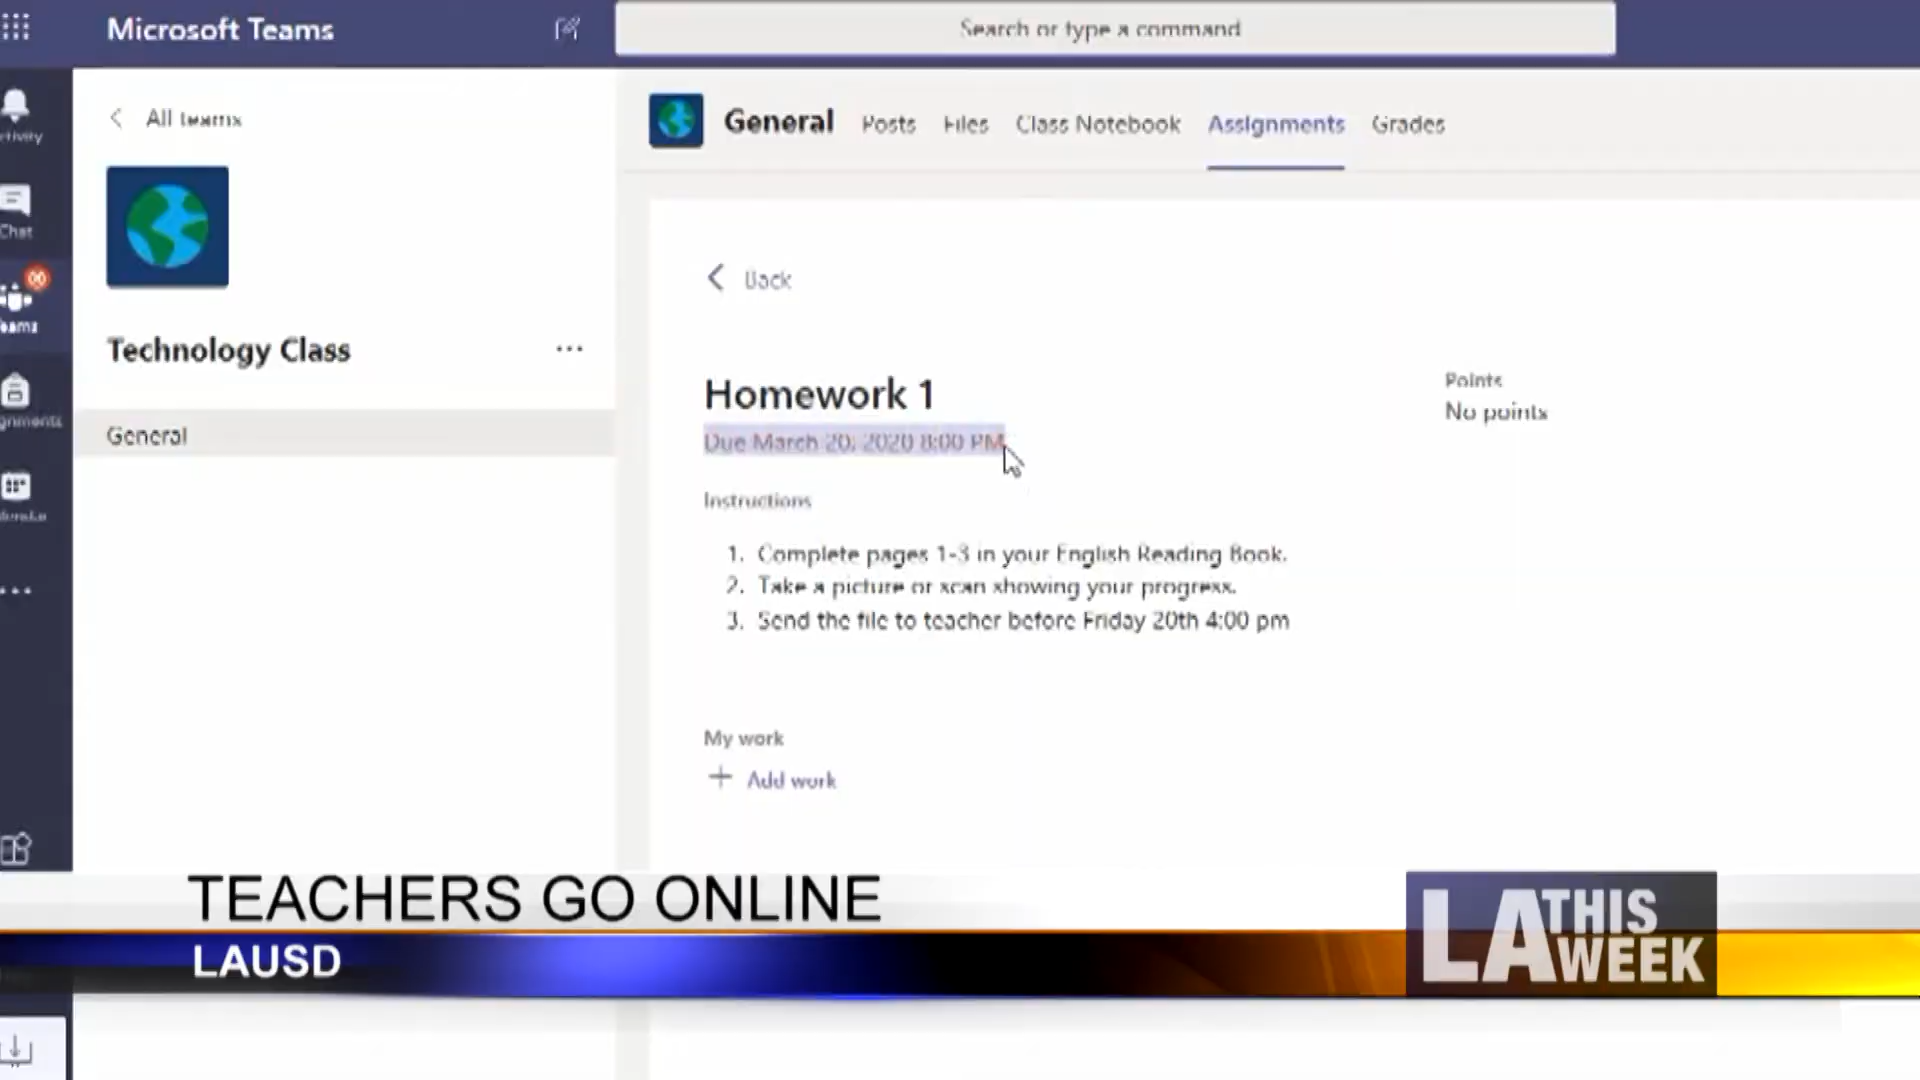 Microsoft Teams
Search or type a command
All teams
General Posts Files Class Notebook Assignments Grades
Chat
Back
Technology Class
Homework 1
Points
No points
General
Due March 20, 2020 8:00 PM
Instructions
1. Complete pages 1-3 in your English Reading Book.
2. Take a picture or scan showing your progress.
3. Send the file to teacher before Friday 20th 4:00 pm
My work
+ Add work
TEACHERS GO ONLINE
LAUSD
LA THIS WEEK